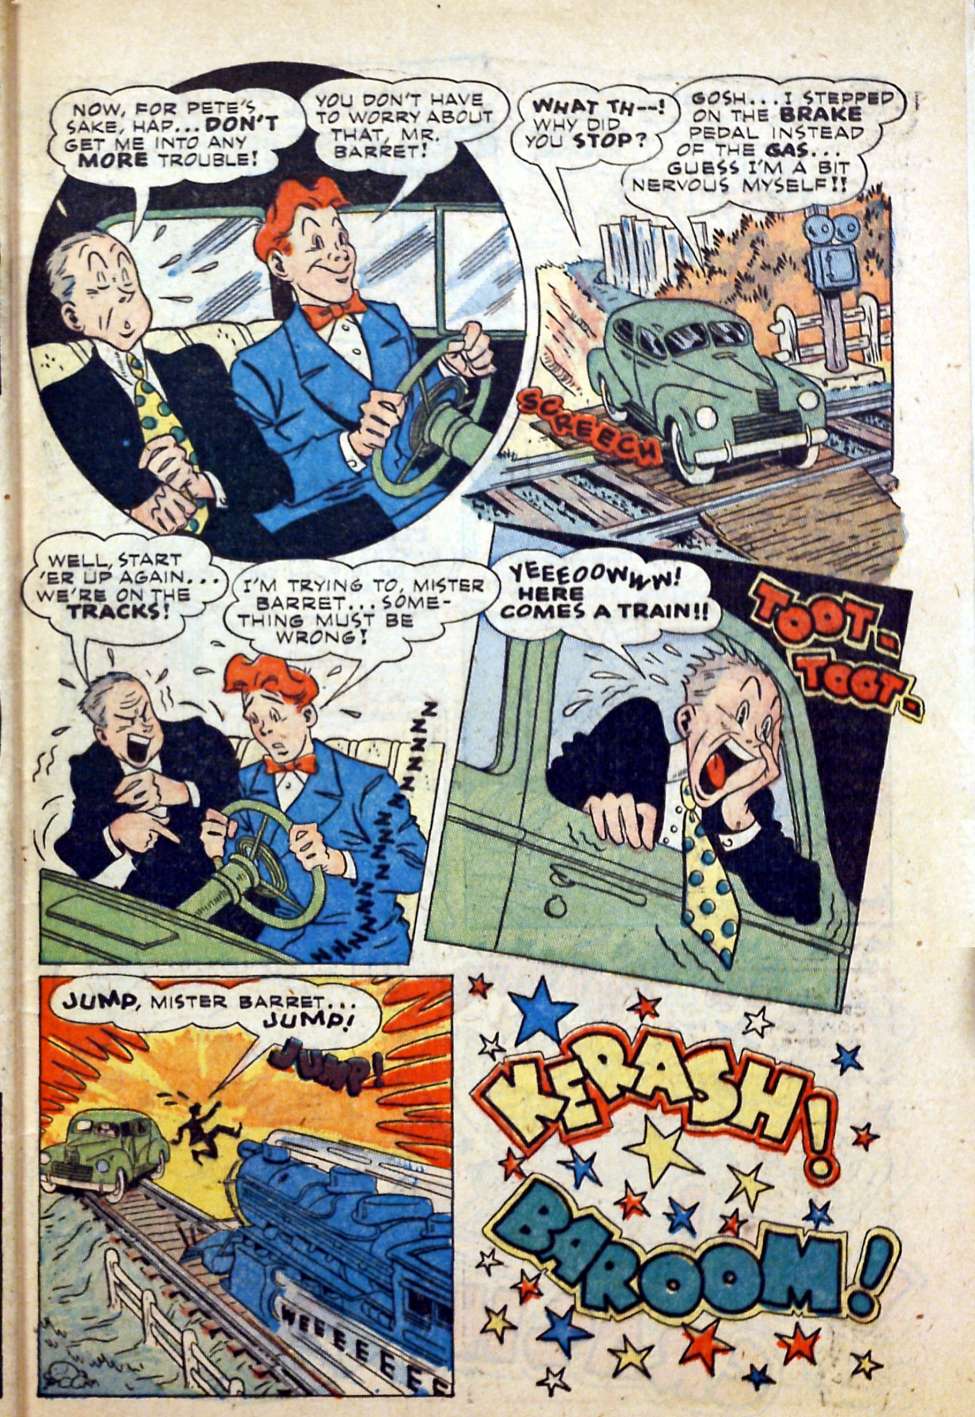 NOW, FOR PETE'S
SAKE, HAP... DON'T
GET ME INTO ANY
MORE TROUBLE!
YOU DON'T HAVE
TO WORRY ABOUT
THAT, MR.
BARRET!
WHAT TH--!
WHY DID
YOU STOP?
GOSH... I STEPPED
ON THE BRAKE
PEDAL INSTEAD
OF THE GAS...
GUESS I'M A BIT
NERVOUS MYSELF!!
SCREECH
WELL, START
'ER UP AGAIN...
WE'RE ON THE
TRACKS!
I'M TRYING TO, MISTER
BARRET... SOME-
THING MUST BE
WRONG!
NNNNNNNNNNNNNNN
YEEEOOWWW!
HERE
COMES A TRAIN!!
TOOT-
TOOT-
JUMP, MISTER BARRET...
JUMP!
JUMP!
WEEEEEEE
KERASH!
BAROOM!